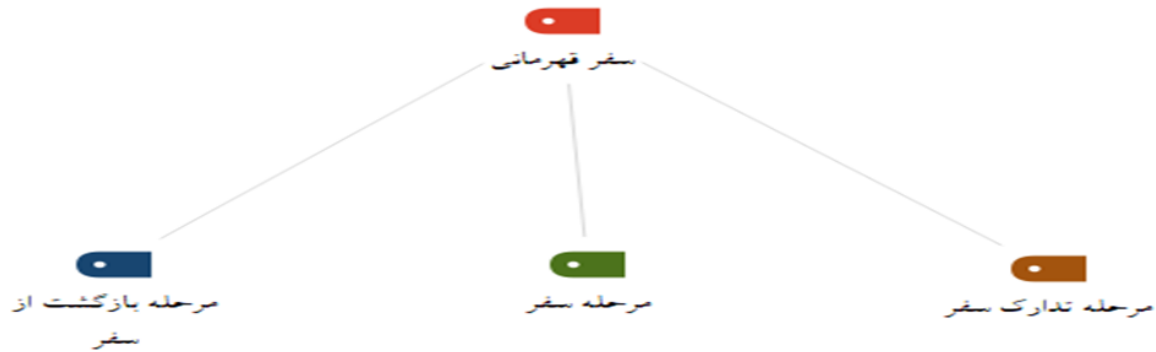 سفر قهرمانی
مرحله تدارک سفر
مرحله سفر
مرحله بازگشت از
سفر